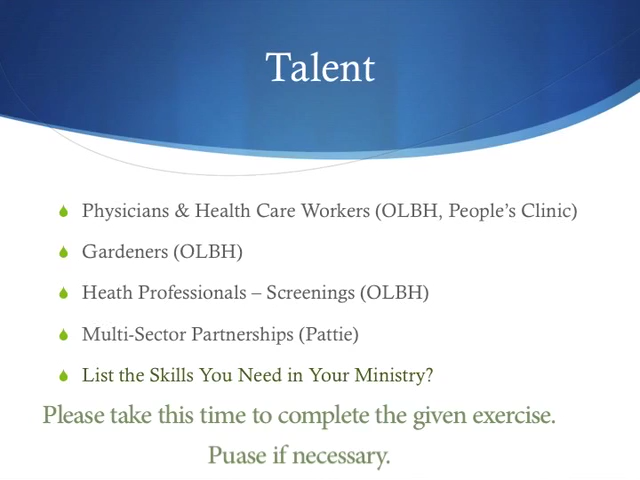 Talent
Physicians & Health Care Workers (OLBH, People’s Clinic)
Gardeners (OLBH)
Heath Professionals – Screenings (OLBH)
Multi-Sector Partnerships (Pattie)
List the Skills You Need in Your Ministry?
Please take this time to complete the given exercise.
Puase if necessary.